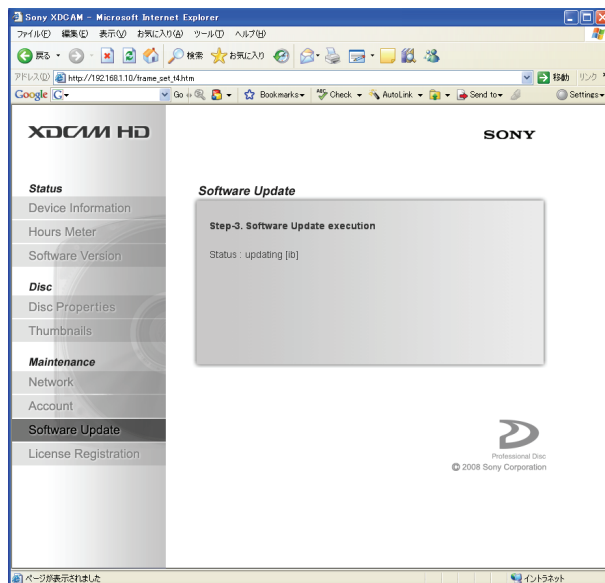 Sony XDCAM - Microsoft Internet Explorer
ファイル(F) 編集(E) 表示(V) お気に入り(A) ツール(T) ヘルプ(H)
戻る 検索 お気に入り
アドレス(D) http://192.168.1.10/frame_set_t4.htm 移動 リンク
Google G Go Bookmarks Check AutoLink Send to Settings
XDCAM HD
SONY
Status
Device Information
Hours Meter
Software Version
Disc
Disc Properties
Thumbnails
Maintenance
Network
Account
Software Update
License Registration
Software Update
Step-3. Software Update execution
Status : updating [ib]
Professional Disc
© 2008 Sony Corporation
ページが表示されました イントラネット